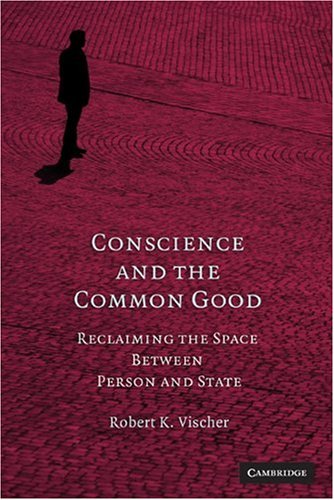 Conscience
and the
Common Good
Reclaiming the Space
Between
Person and State
Robert K. Vischer
Cambridge